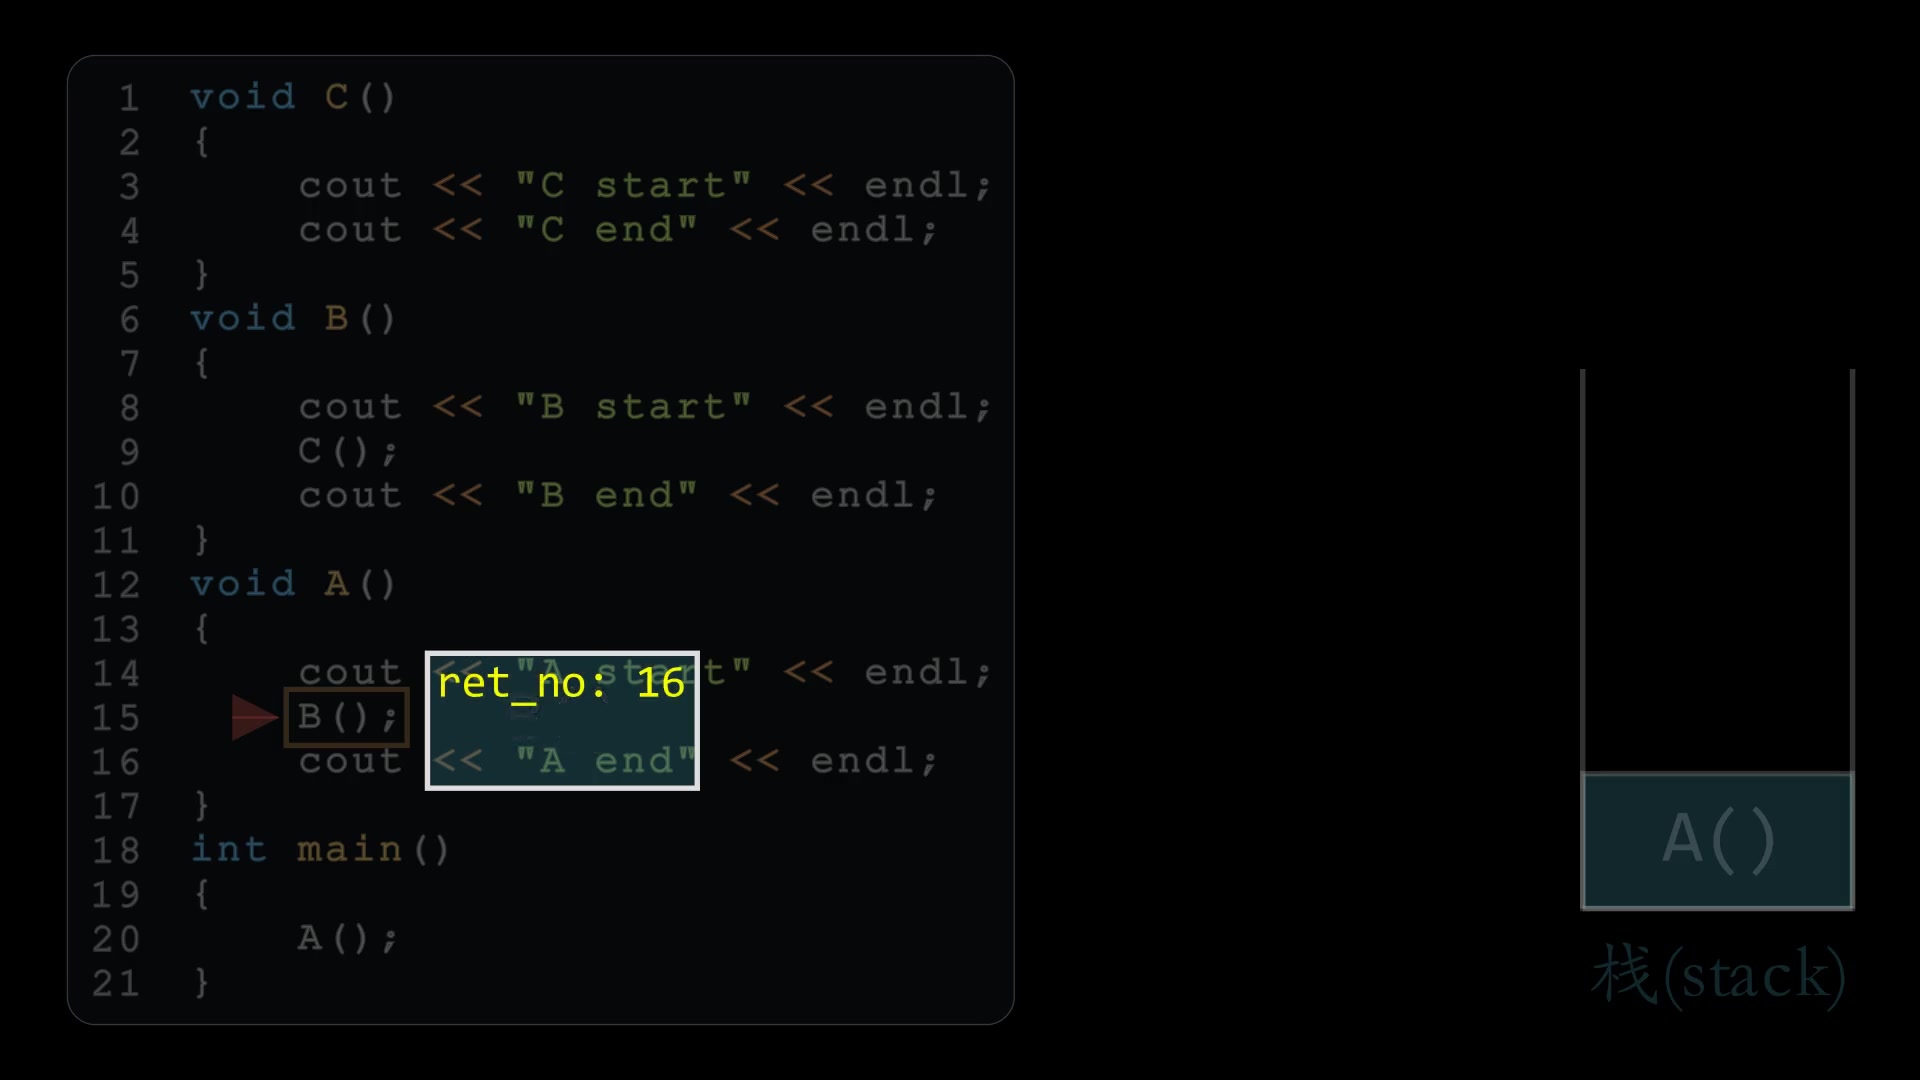 1 void C()
2 {
3 cout << "C start" << endl;
4 cout << "C end" << endl;
5 }
6 void B()
7 {
8 cout << "B start" << endl;
9 C();
10 cout << "B end" << endl;
11 }
12 void A()
13 {
14 cout << "A start" << endl;
ret_no: 16
15 B();
16 cout << "A end" << endl;
17 }
18 int main()
19 {
20 A();
21 }
A()
栈(stack)